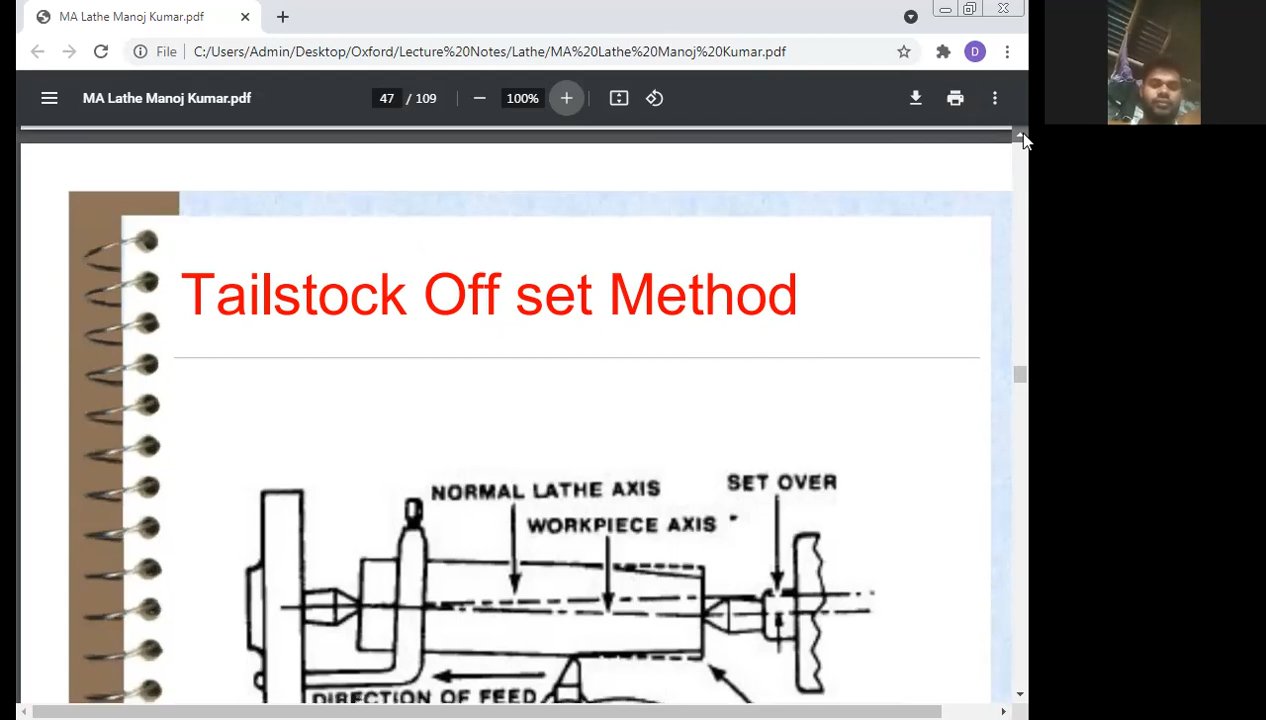 MA Lathe Manoj Kumar.pdf
File C:/Users/Admin/Desktop/Oxford/Lecture%20Notes/Lathe/MA%20Lathe%20Manoj%20Kumar.pdf
D
MA Lathe Manoj Kumar.pdf
47 / 109
100%
Tailstock Off set Method
NORMAL LATHE AXIS
SET OVER
WORKPIECE AXIS
DIRECTION OF FEED